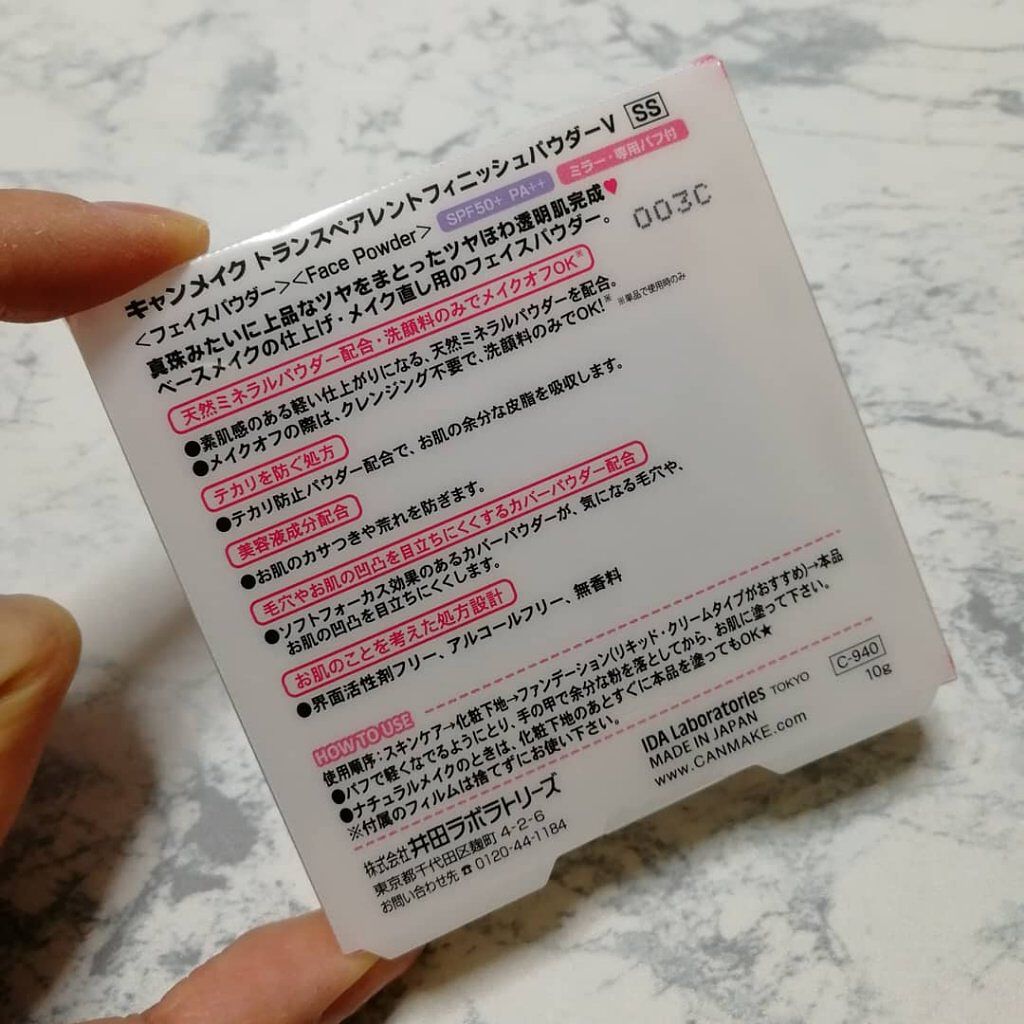 キャンメイク トランスペアレントフィニッシュパウダーV SS
<フェイスパウダー><Face Powder> SPF50+ PA++ ミラー・専用パフ付
003C
真珠みたいに上品なツヤをまとったツヤほわ透明肌完成♥
ベースメイクの仕上げ・メイク直し用のフェイスパウダー。
天然ミネラルパウダー配合・洗顔料のみでメイクオフOK※
●素肌感のある軽い仕上がりになる、天然ミネラルパウダーを配合。
●メイクオフの際は、クレンジング不要で、洗顔料のみでOK!※ ※単品で使用時のみ
テカリを防ぐ処方
●テカリ防止パウダー配合で、お肌の余分な皮脂を吸収します。
美容液成分配合
●お肌のカサつきや荒れを防ぎます。
毛穴やお肌の凹凸を目立ちにくくするカバーパウダー配合
●ソフトフォーカス効果のあるカバーパウダーが、気になる毛穴や、
お肌の凹凸を目立ちにくくします。
お肌のことを考えた処方設計
●界面活性剤フリー、アルコールフリー、無香料
HOW TO USE
使用順序:スキンケア→化粧下地→ファンデーション(リキッド・クリームタイプがおすすめ)→本品
●パフで軽くなでるようにとり、手の甲で余分な粉を落としてから、お肌に塗って下さい。
●ナチュラルメイクのときは、化粧下地のあとすぐに本品を塗ってもOK★
※付属のフィルムは捨てずにお使い下さい。
株式会社井田ラボラトリーズ
東京都千代田区麹町4-2-6
お問い合わせ先☎0120-44-1184
IDA Laboratories TOKYO
MADE IN JAPAN
www.CANMAKE.com
C-940
10g